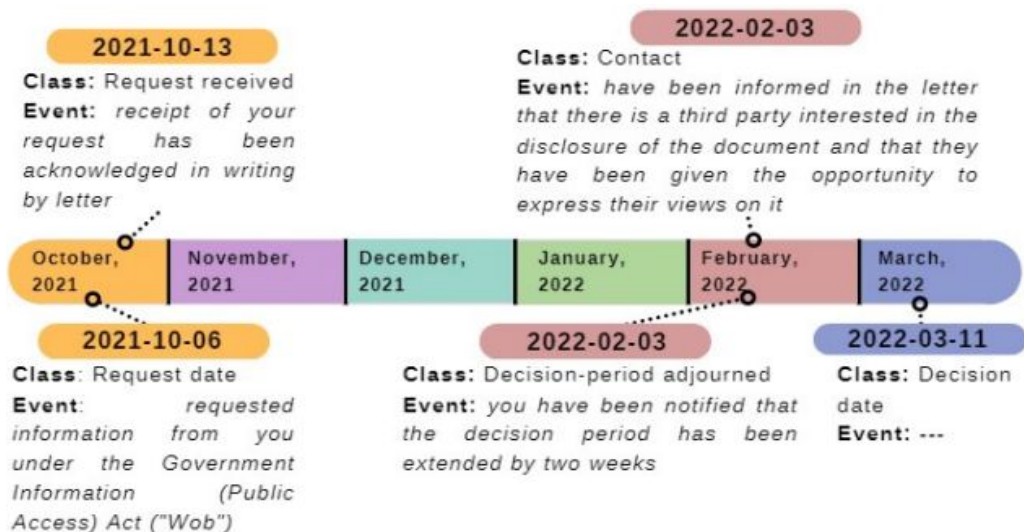 2021-10-13
Class: Request received
Event: receipt of your
request has been
acknowledged in writing
by letter
2022-02-03
Class: Contact
Event: have been informed in the letter
that there is a third party interested in the
disclosure of the document and that they
have been given the opportunity to
express their views on it
October,
2021
November,
2021
December,
2021
January,
2022
February,
2022
March,
2022
2021-10-06
Class: Request date
Event: requested
information from you
under the Government
Information (Public
Access) Act ("Wob")
2022-02-03
Class: Decision-period adjourned
Event: you have been notified that
the decision period has been
extended by two weeks
2022-03-11
Class: Decision
date
Event: ---